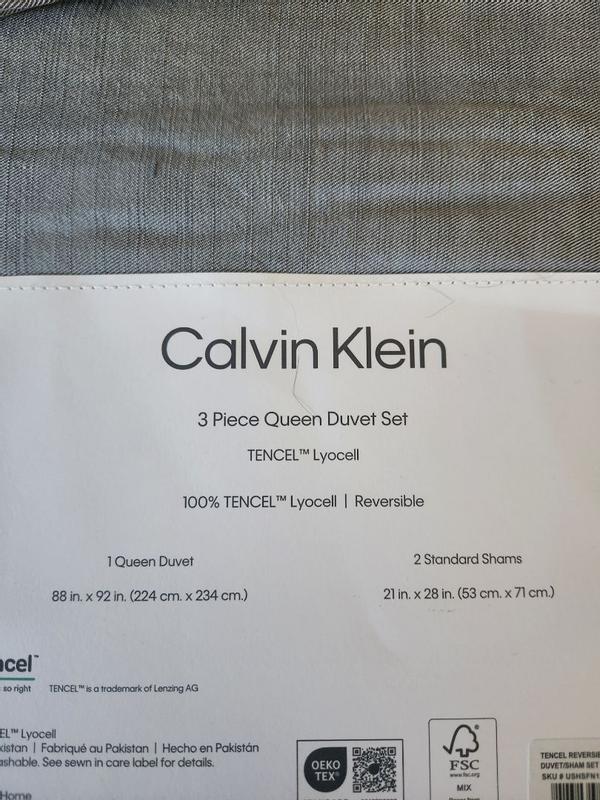 Calvin Klein
3 Piece Queen Duvet Set
TENCEL™ Lyocell
100% TENCEL™ Lyocell | Reversible
1 Queen Duvet
88 in. x 92 in. (224 cm. x 234 cm.)
2 Standard Shams
21 in. x 28 in. (53 cm. x 71 cm.)
ncel™
so right
TENCEL™ is a trademark of Lenzing AG
EL™ Lyocell
kistan | Fabriqué au Pakistan | Hecho en Pakistán
ashable. See sewn in care label for details.
Home
OEKO
TEX®
FSC
www.fsc.org
MIX
TENCEL REVERSIB
DUVET/SHAM SET
SKU # USHSFN1